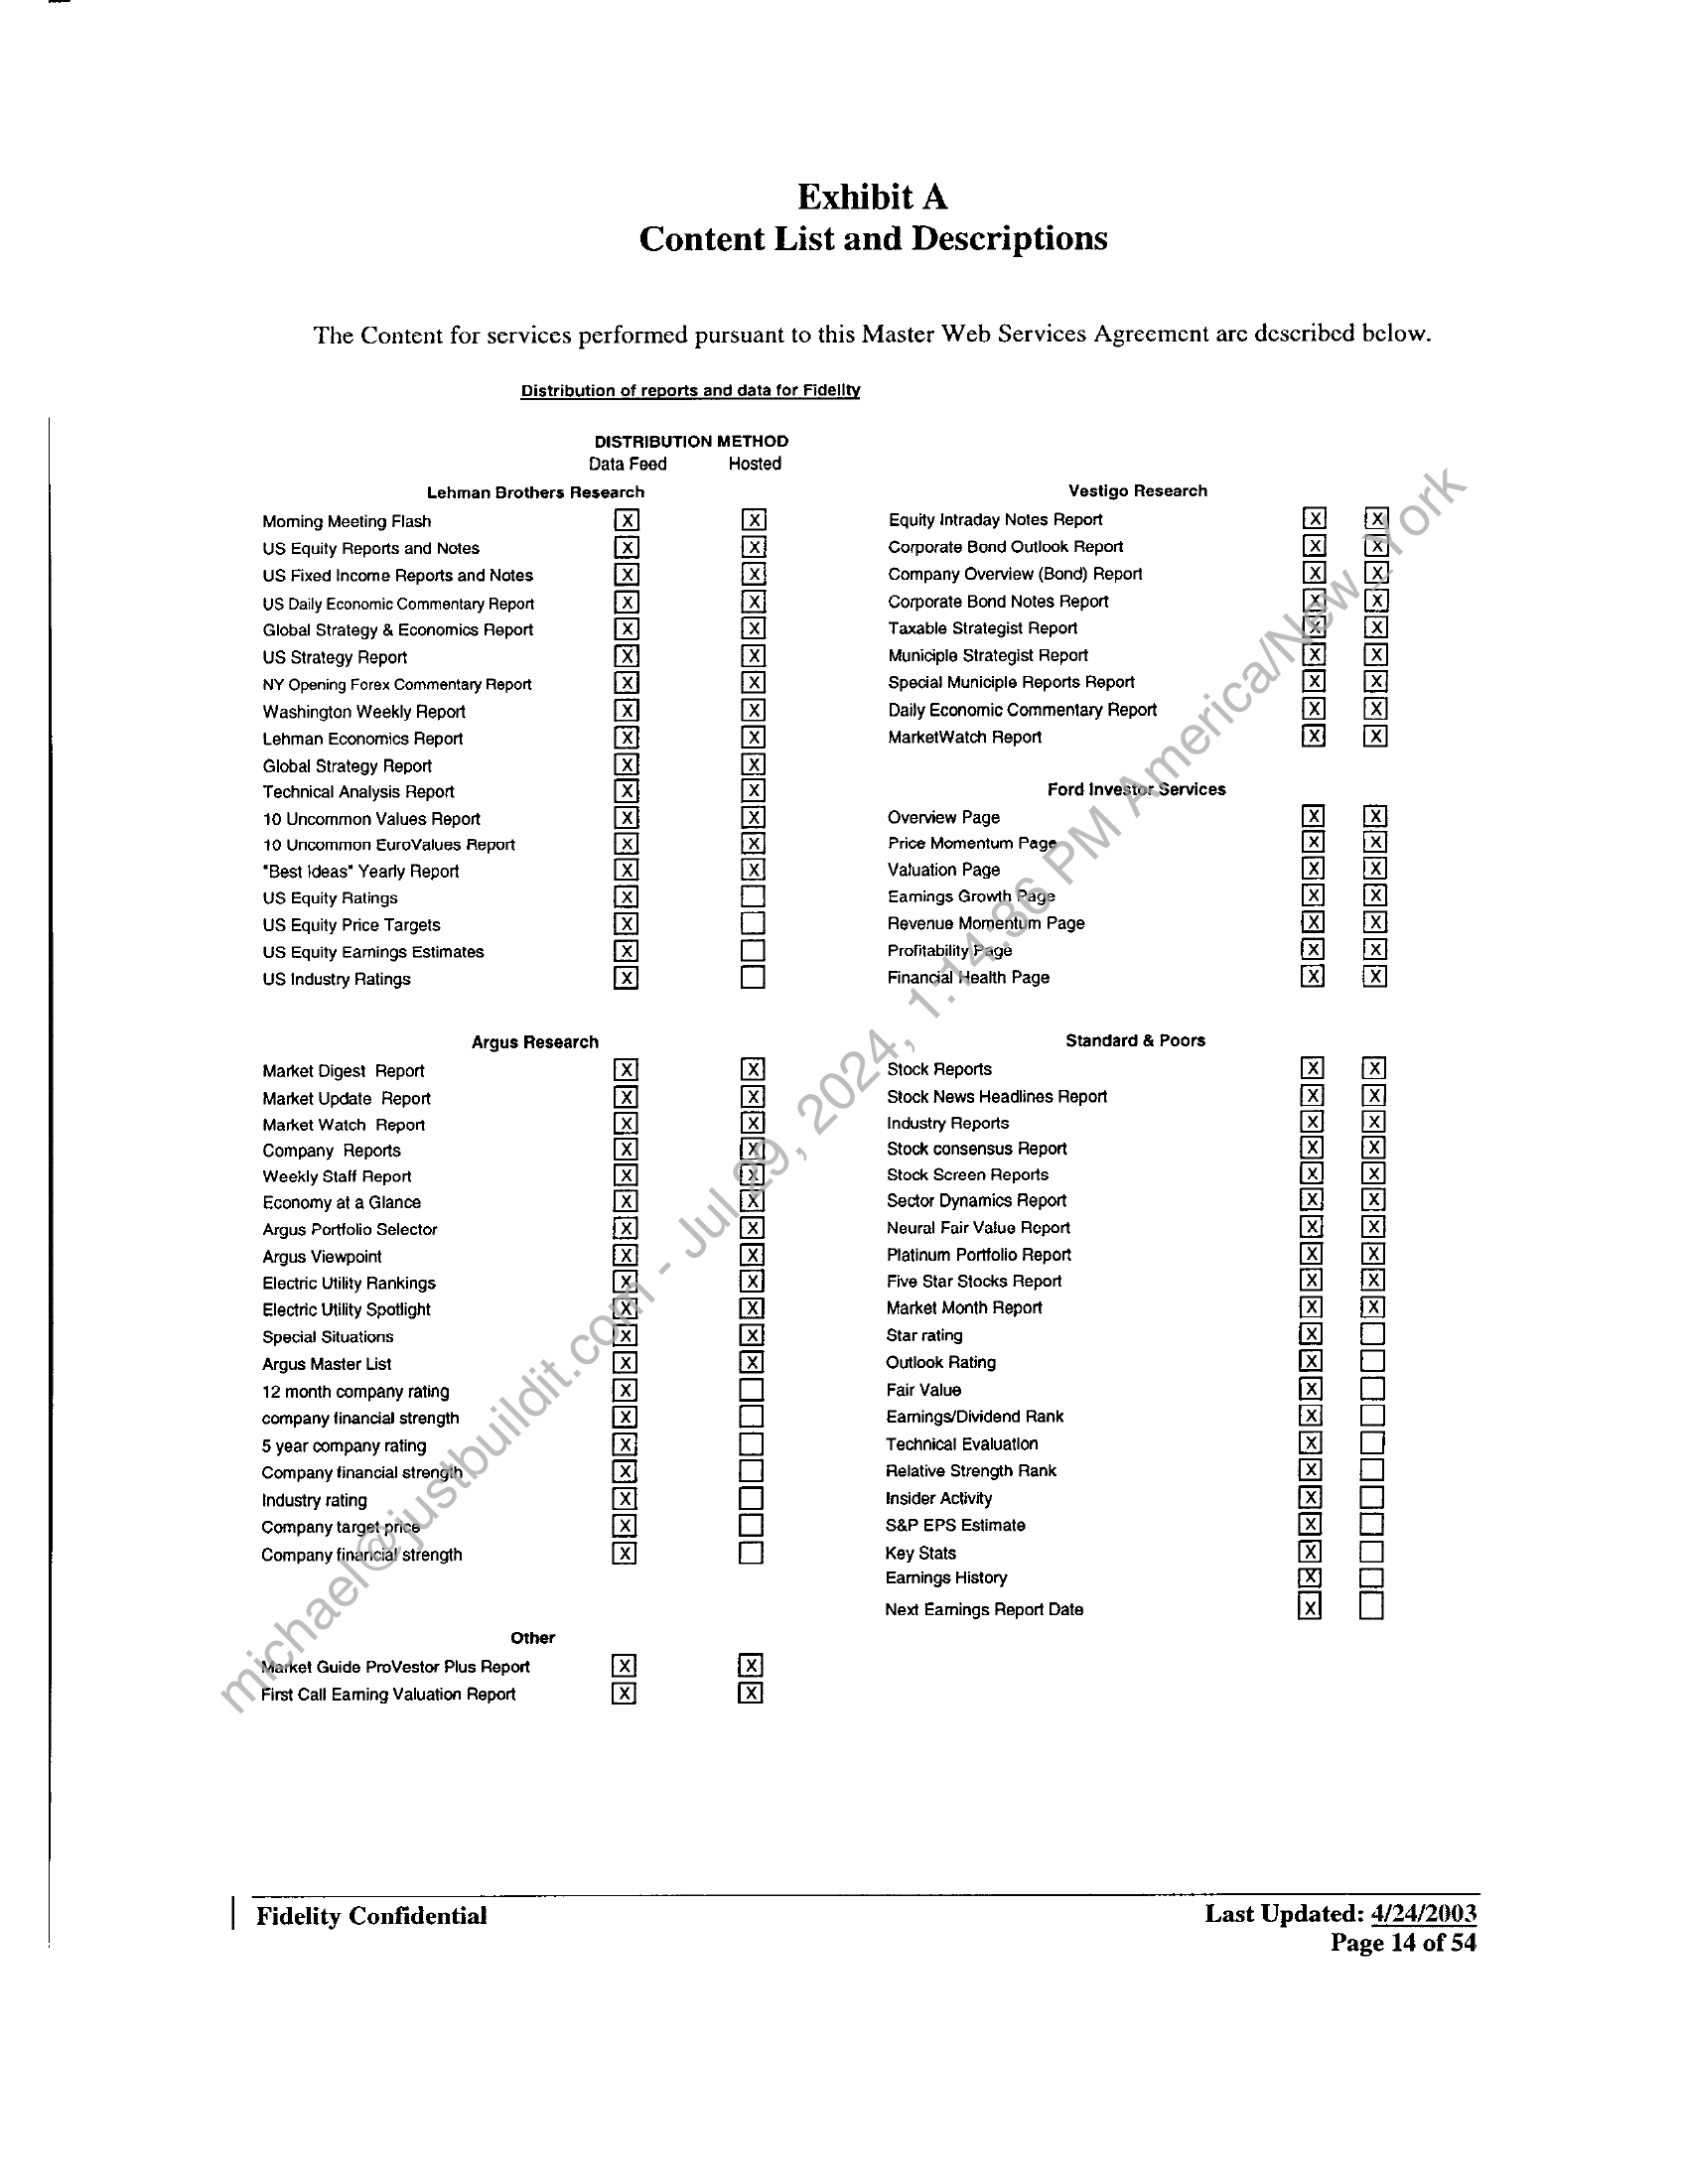 Exhibit A
Content List and Descriptions
The Content for services performed pursuant to this Master Web Services Agreement are described below.
Distribution of reports and data for Fidelity
DISTRIBUTION METHOD
Data Feed Hosted
Lehman Brothers Research
Morning Meeting Flash X X
US Equity Reports and Notes X X
US Fixed Income Reports and Notes X X
US Daily Economic Commentary Report X X
Global Strategy & Economics Report X X
US Strategy Report X X
NY Opening Forex Commentary Report X X
Washington Weekly Report X X
Lehman Economics Report X X
Global Strategy Report X X
Technical Analysis Report X X
10 Uncommon Values Report X X
10 Uncommon EuroValues Report X X
"Best Ideas" Yearly Report X X
US Equity Ratings X
US Equity Price Targets X
US Equity Earnings Estimates X
US Industry Ratings X
Argus Research
Market Digest Report X X
Market Update Report X X
Market Watch Report X X
Company Reports X X
Weekly Staff Report X X
Economy at a Glance X X
Argus Portfolio Selector X X
Argus Viewpoint X X
Electric Utility Rankings X X
Electric Utility Spotlight X X
Special Situations X X
Argus Master List X X
12 month company rating X
company financial strength X
5 year company rating X
Company financial strength X
Industry rating X
Company target price X
Company financial strength X
Other
Market Guide ProVestor Plus Report X X
First Call Earning Valuation Report X X
Vestigo Research
Equity Intraday Notes Report X X
Corporate Bond Outlook Report X X
Company Overview (Bond) Report X X
Corporate Bond Notes Report X X
Taxable Strategist Report X X
Municiple Strategist Report X X
Special Municiple Reports Report X X
Daily Economic Commentary Report X X
MarketWatch Report X X
Ford Investor Services
Overview Page X X
Price Momentum Page X X
Valuation Page X X
Earnings Growth Page X X
Revenue Momentum Page X X
Profitability Page X X
Financial Health Page X X
Standard & Poors
Stock Reports X X
Stock News Headlines Report X X
Industry Reports X X
Stock consensus Report X X
Stock Screen Reports X X
Sector Dynamics Report X X
Neural Fair Value Report X X
Platinum Portfolio Report X X
Five Star Stocks Report X X
Market Month Report X X
Star rating X
Outlook Rating X
Fair Value X
Earnings/Dividend Rank X
Technical Evaluation X
Relative Strength Rank X
Insider Activity X
S&P EPS Estimate X
Key Stats X
Earnings History X
Next Earnings Report Date X
michael@justbuildit.com - Jul 29, 2024, 1:14:36 PM America/New_York
Fidelity Confidential
Last Updated: 4/24/2003
Page 14 of 54